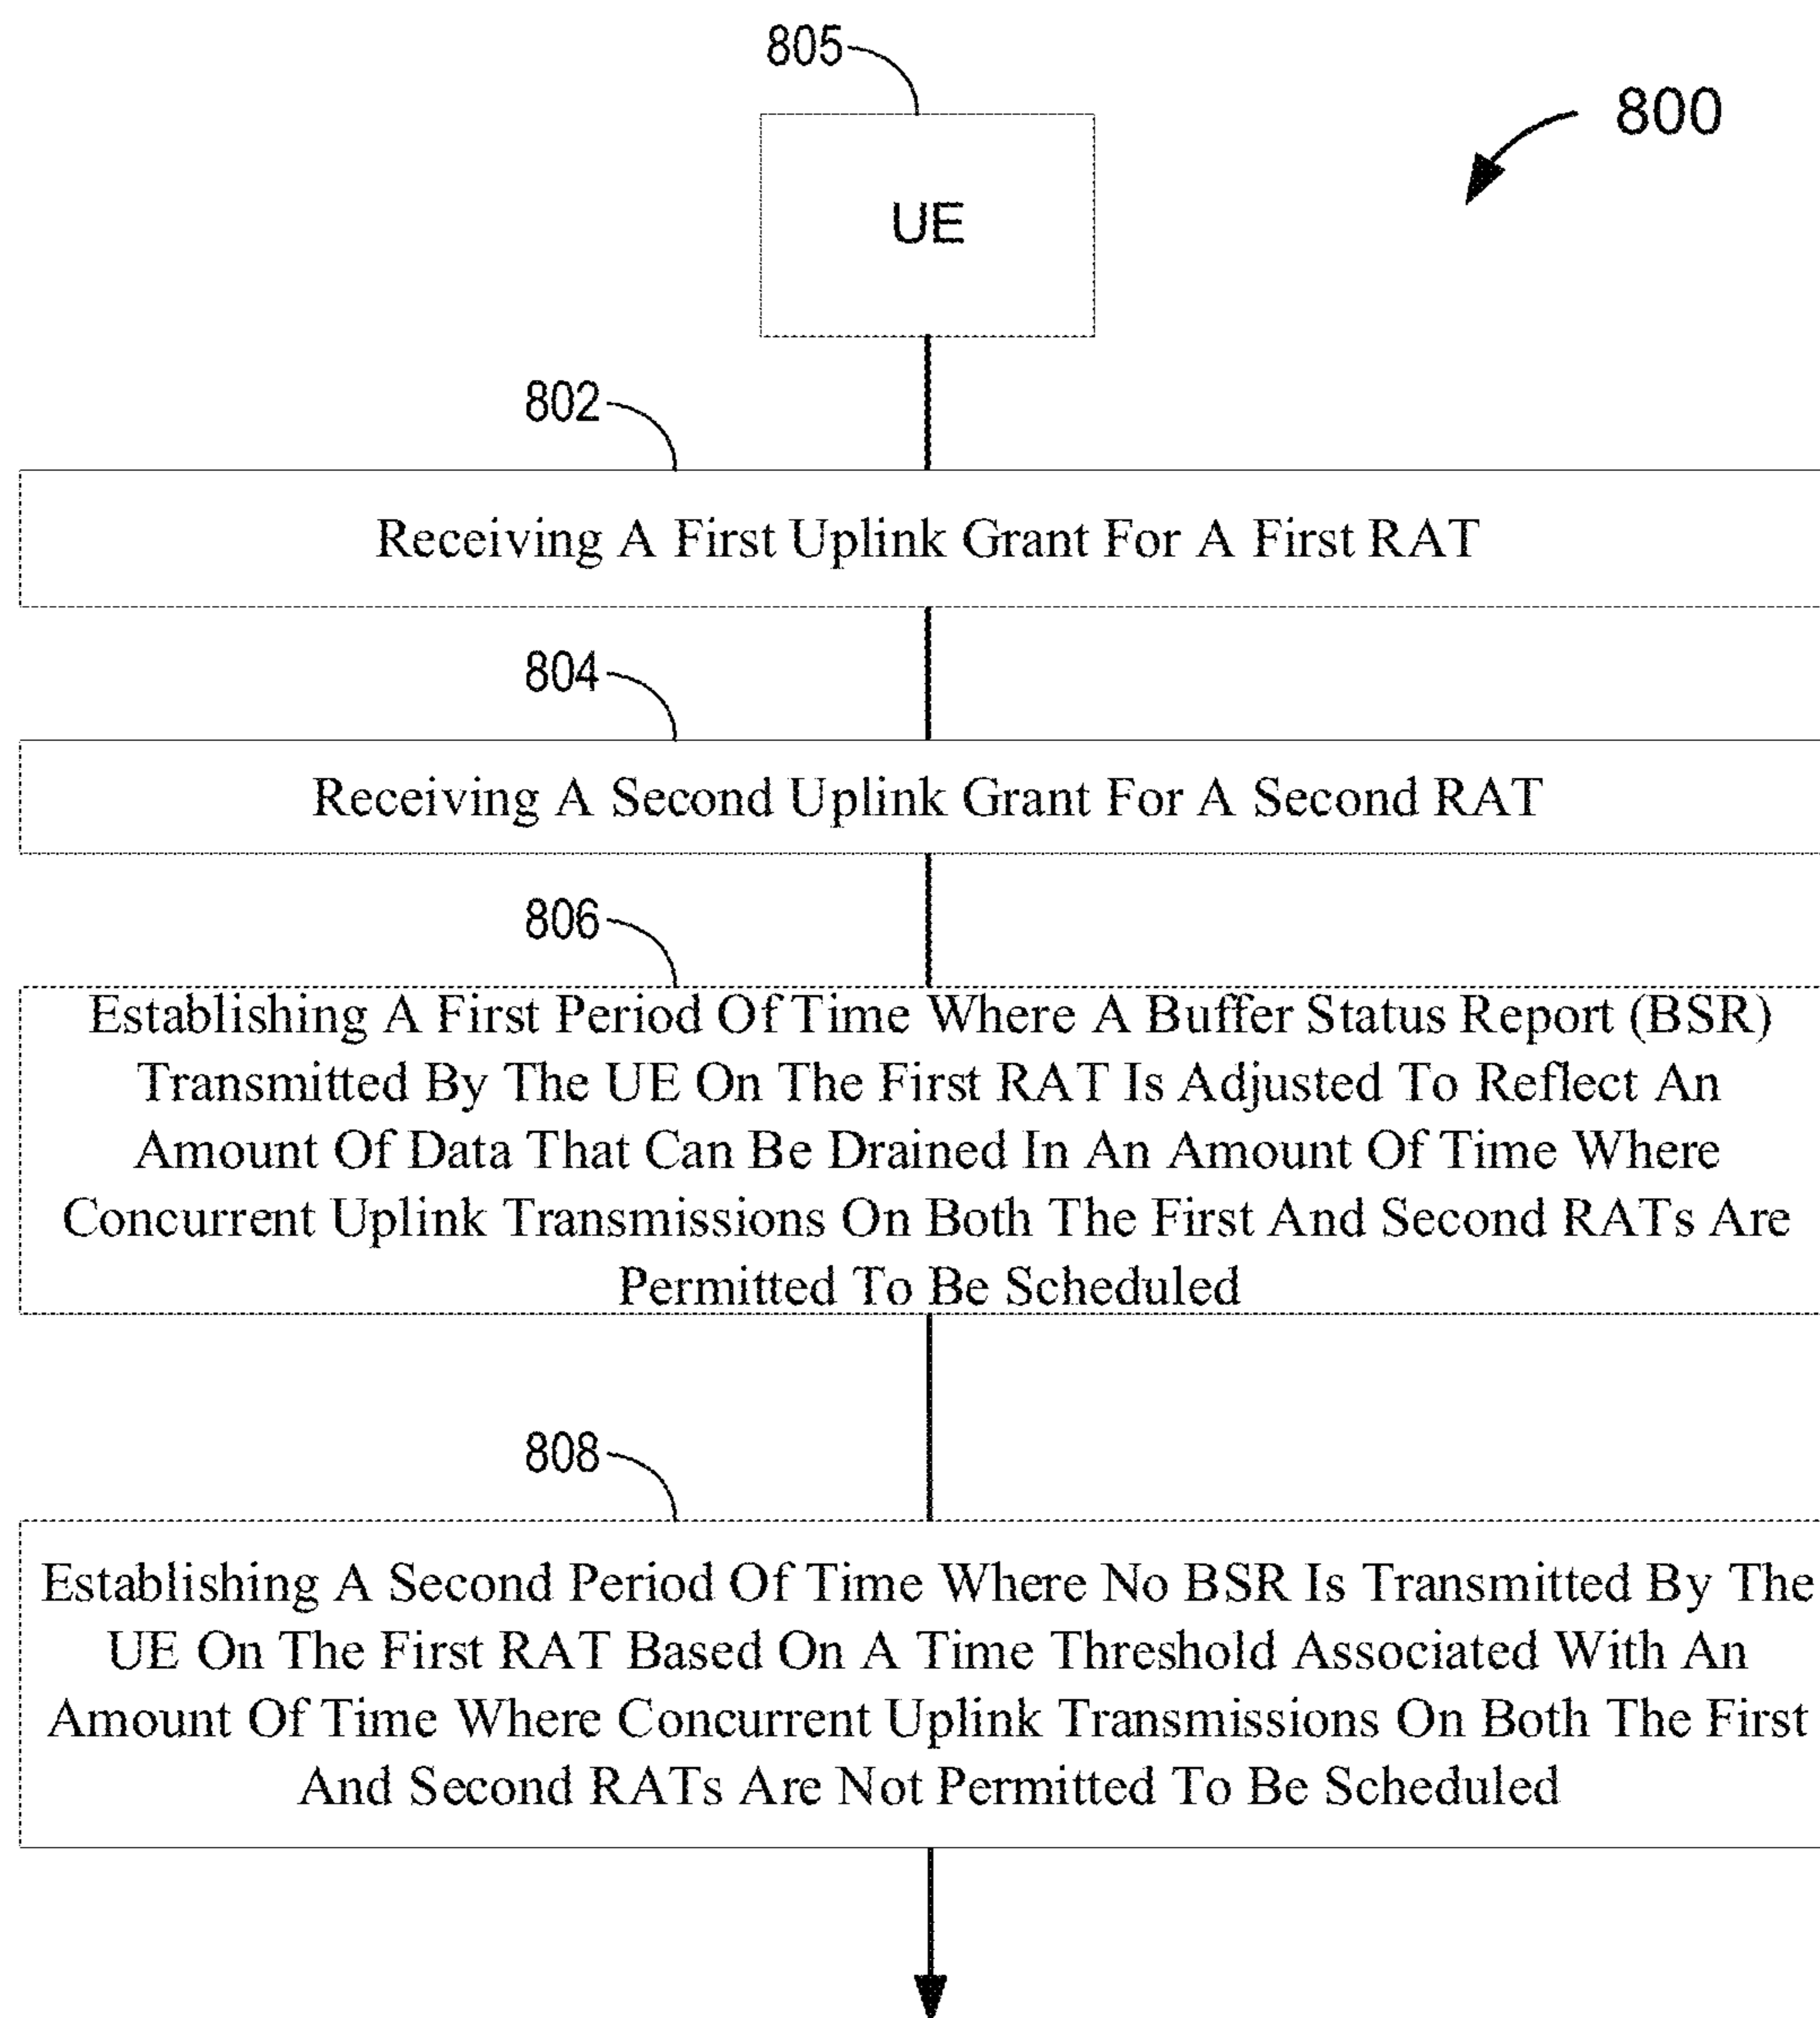 805
800
UE
802
Receiving A First Uplink Grant For A First RAT
804
Receiving A Second Uplink Grant For A Second RAT
806
Establishing A First Period Of Time Where A Buffer Status Report (BSR)
Transmitted By The UE On The First RAT Is Adjusted To Reflect An
Amount Of Data That Can Be Drained In An Amount Of Time Where
Concurrent Uplink Transmissions On Both The First And Second RATs Are
Permitted To Be Scheduled
808
Establishing A Second Period Of Time Where No BSR Is Transmitted By The
UE On The First RAT Based On A Time Threshold Associated With An
Amount Of Time Where Concurrent Uplink Transmissions On Both The First
And Second RATs Are Not Permitted To Be Scheduled